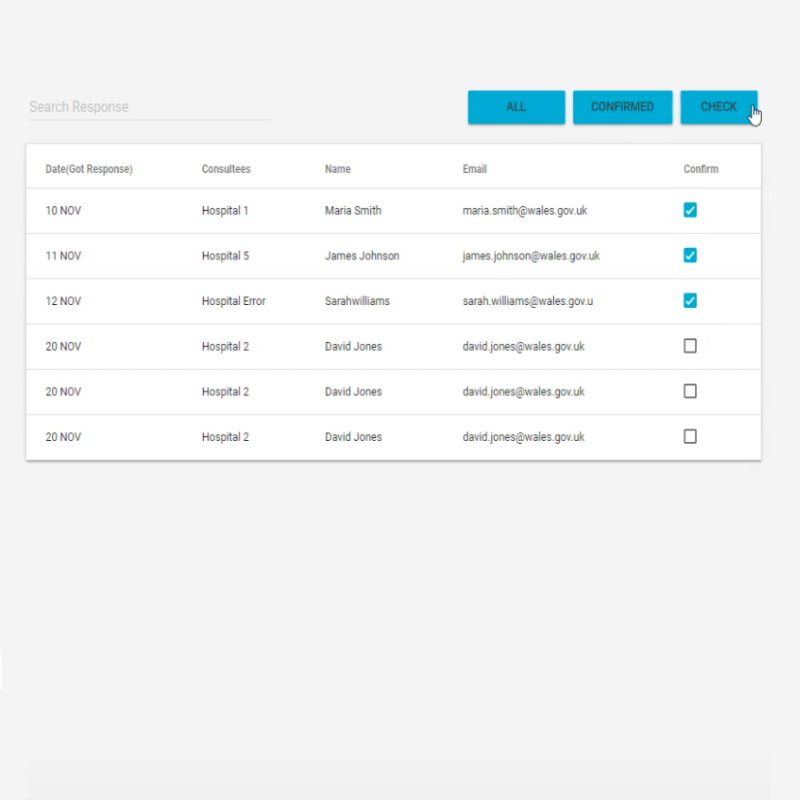 Search Response
ALL CONFIRMED CHECK
Date(Got Response) Consultees Name Email Confirm
10 NOV Hospital 1 Maria Smith maria.smith@wales.gov.uk
11 NOV Hospital 5 James Johnson james.johnson@wales.gov.uk
12 NOV Hospital Error Sarahwilliams sarah.williams@wales.gov.u
20 NOV Hospital 2 David Jones david.jones@wales.gov.uk
20 NOV Hospital 2 David Jones david.jones@wales.gov.uk
20 NOV Hospital 2 David Jones david.jones@wales.gov.uk